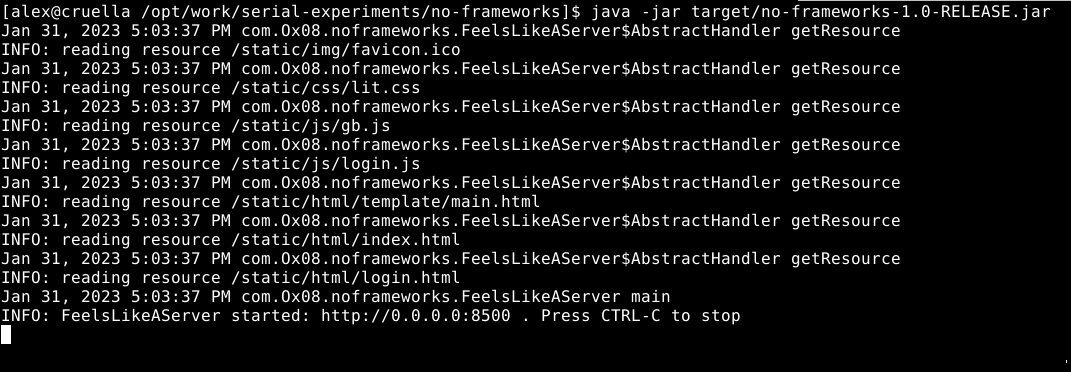 [alex@cruella /opt/work/serial-experiments/no-frameworks]$ java -jar target/no-frameworks-1.0-RELEASE.jar
Jan 31, 2023 5:03:37 PM com.Ox08.noframeworks.FeelsLikeAServer$AbstractHandler getResource
INFO: reading resource /static/img/favicon.ico
Jan 31, 2023 5:03:37 PM com.Ox08.noframeworks.FeelsLikeAServer$AbstractHandler getResource
INFO: reading resource /static/css/lit.css
Jan 31, 2023 5:03:37 PM com.Ox08.noframeworks.FeelsLikeAServer$AbstractHandler getResource
INFO: reading resource /static/js/gb.js
Jan 31, 2023 5:03:37 PM com.Ox08.noframeworks.FeelsLikeAServer$AbstractHandler getResource
INFO: reading resource /static/js/login.js
Jan 31, 2023 5:03:37 PM com.Ox08.noframeworks.FeelsLikeAServer$AbstractHandler getResource
INFO: reading resource /static/html/template/main.html
Jan 31, 2023 5:03:37 PM com.Ox08.noframeworks.FeelsLikeAServer$AbstractHandler getResource
INFO: reading resource /static/html/index.html
Jan 31, 2023 5:03:37 PM com.Ox08.noframeworks.FeelsLikeAServer$AbstractHandler getResource
INFO: reading resource /static/html/login.html
Jan 31, 2023 5:03:37 PM com.Ox08.noframeworks.FeelsLikeAServer main
INFO: FeelsLikeAServer started: http://0.0.0.0:8500 . Press CTRL-C to stop